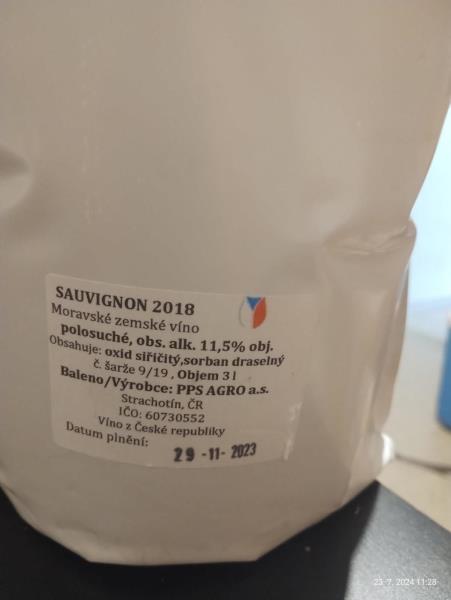 SAUVIGNON 2018
Moravské zemské víno
polosuché, obs. alk. 11,5% obj.
Obsahuje: oxid siřičitý,sorban draselný
č. šarže 9/19 , Objem 3 l
Baleno/Výrobce: PPS AGRO a.s.
Strachotín, ČR
IČO: 60730552
Víno z České republiky
Datum plnění:
29 -11- 2023
23. 7. 2024 11:28